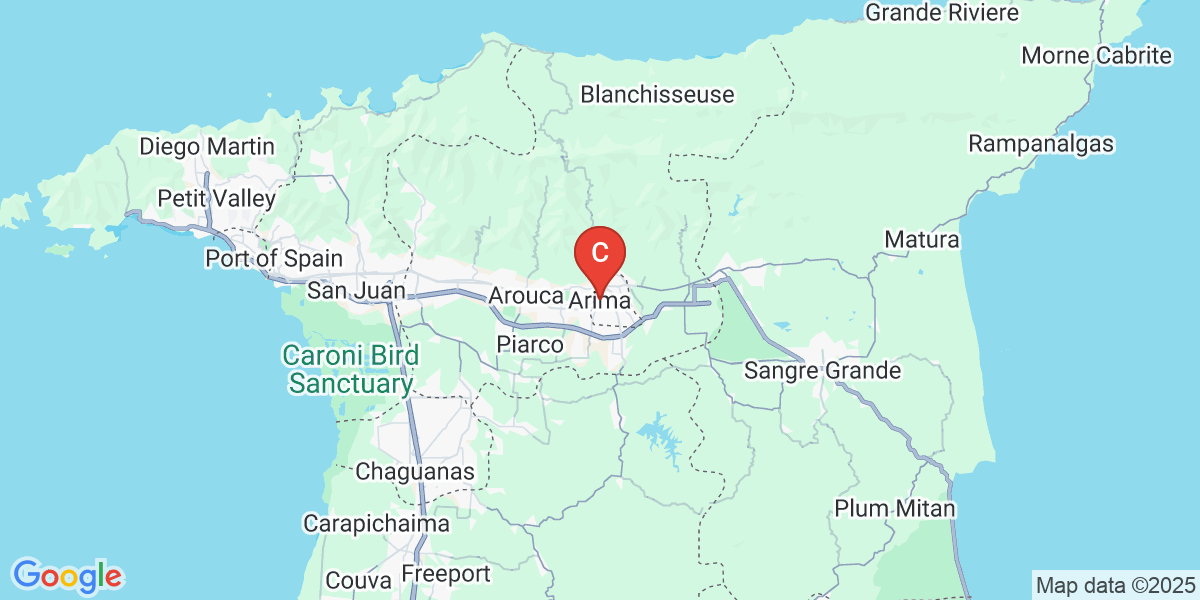 Grande Riviere
Morne Cabrite
Blanchisseuse
Diego Martin
Rampanalgas
Petit Valley
Matura
Port of Spain
C
San Juan
Arouca
Arima
Piarco
Caroni Bird
Sanctuary
Sangre Grande
Chaguanas
Plum Mitan
Carapichaima
Couva
Freeport
Google
Map data ©2025